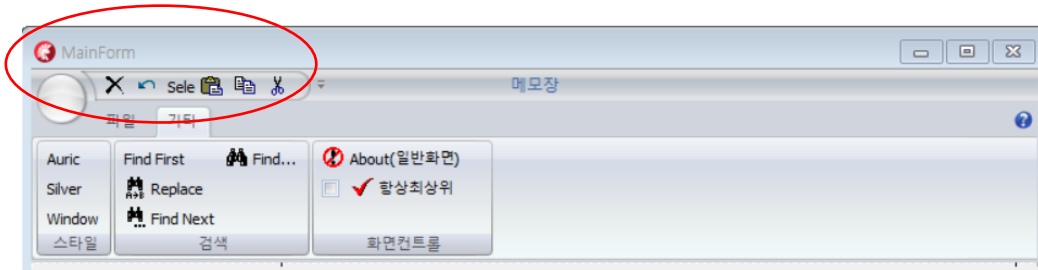 MainForm
Sele
메모장
파일 기타
Auric
Find First
Find...
About(일반화면)
Silver
Replace
항상최상위
Window
Find Next
스타일
검색
화면컨트롤